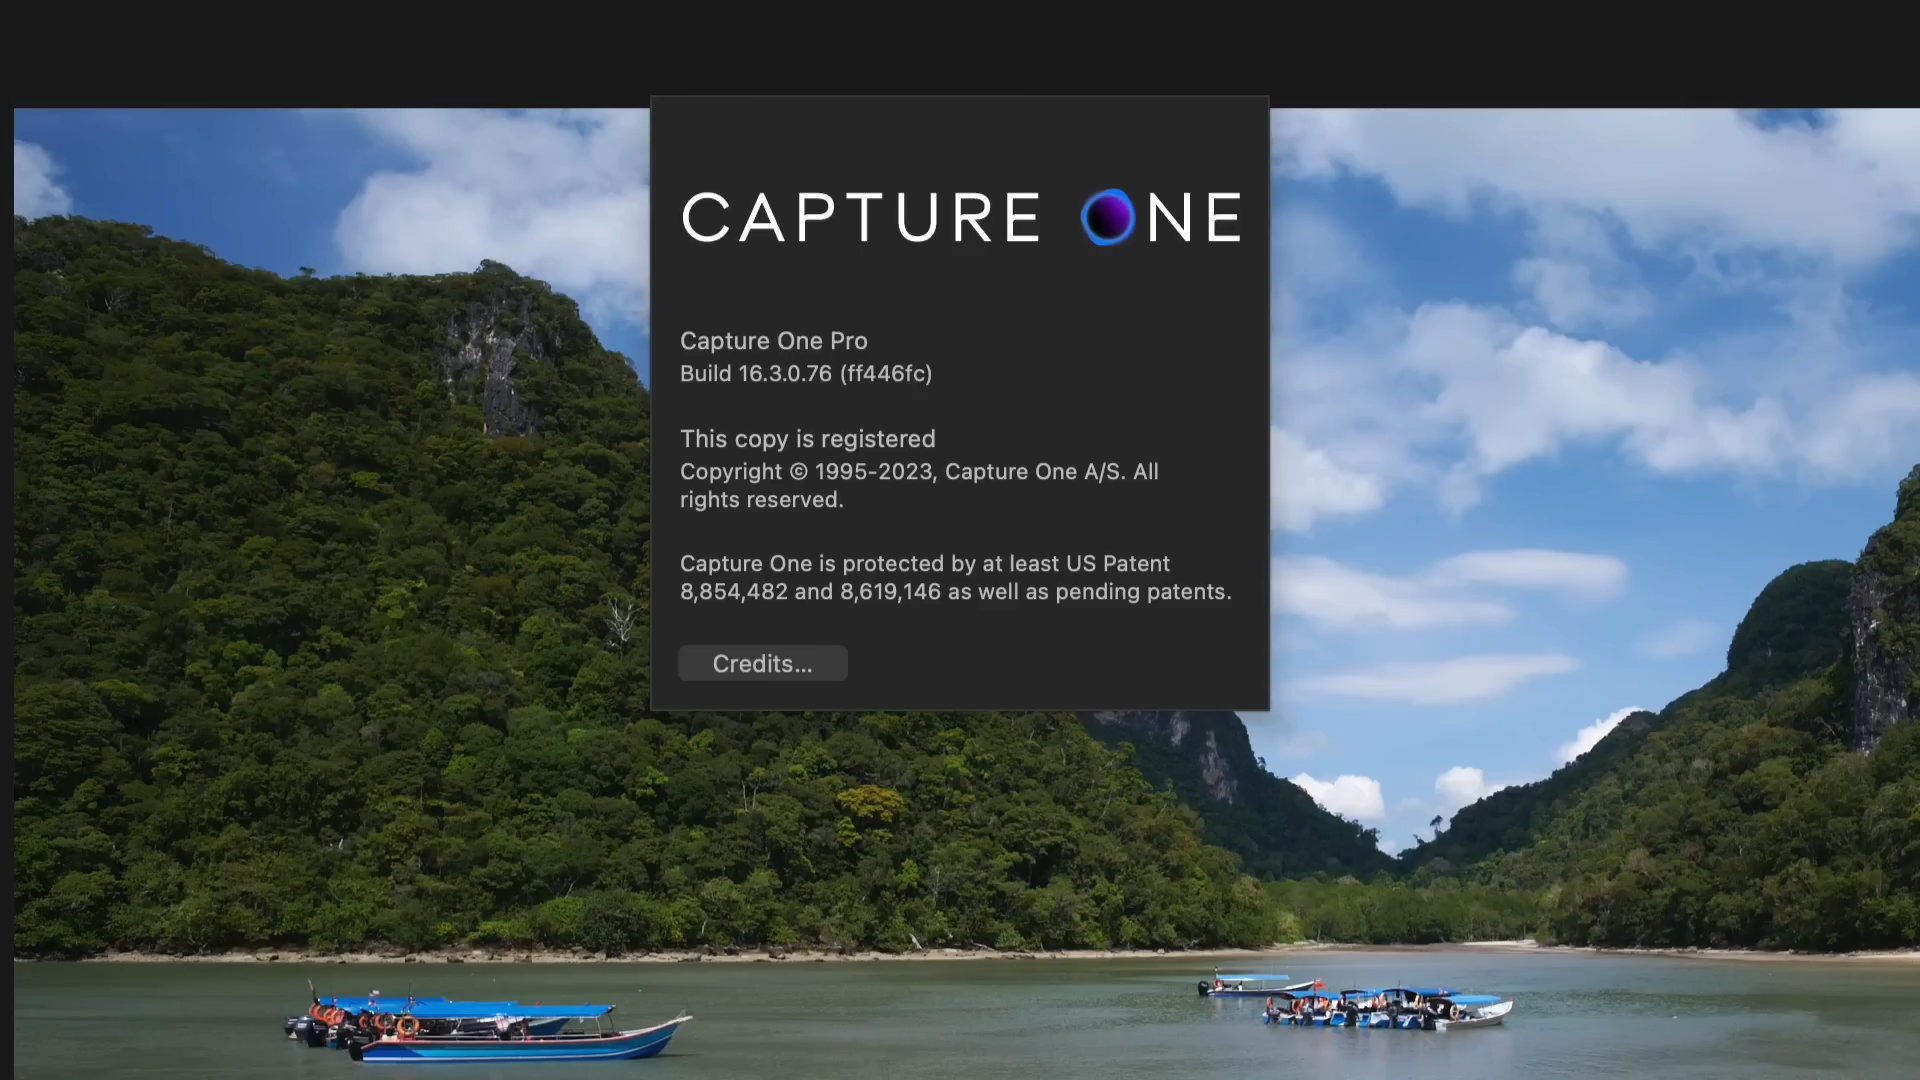 CAPTURE ONE
Capture One Pro
Build 16.3.0.76 (ff446fc)
This copy is registered
Copyright © 1995-2023, Capture One A/S. All
rights reserved.
Capture One is protected by at least US Patent
8,854,482 and 8,619,146 as well as pending patents.
Credits...